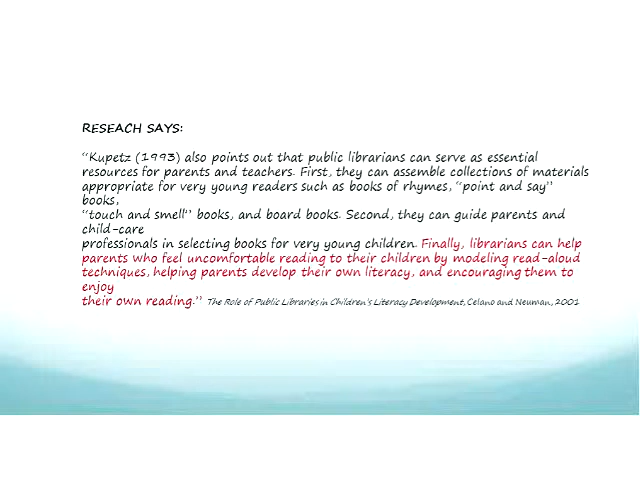 RESEACH SAYS:
“Kupetz (1993) also points out that public librarians can serve as essential
resources for parents and teachers. First, they can assemble collections of materials
appropriate for very young readers such as books of rhymes, “point and say”
books,
“touch and smell” books, and board books. Second, they can guide parents and
child-care
professionals in selecting books for very young children. Finally, librarians can help
parents who feel uncomfortable reading to their children by modeling read-aloud
techniques, helping parents develop their own literacy, and encouraging them to
enjoy
their own reading.” The Role of Public Libraries in Children's Literacy Development, Celano and Neuman, 2001